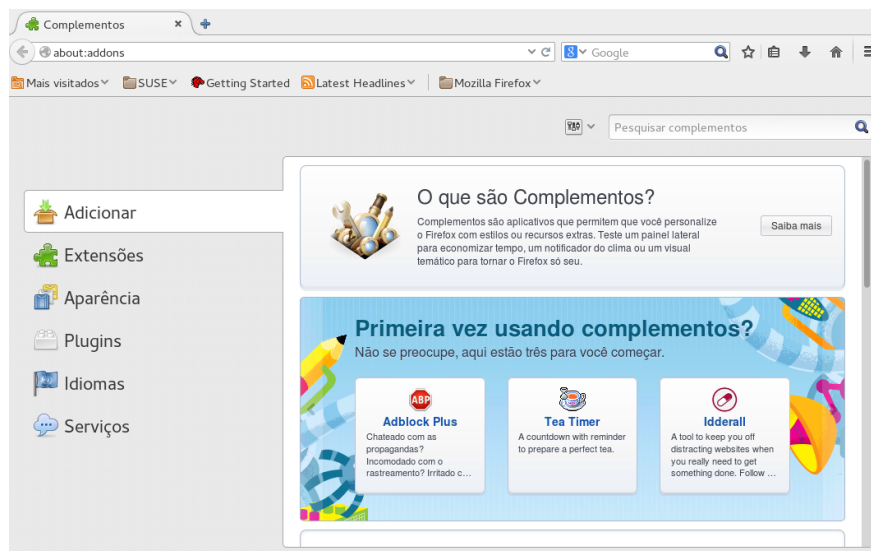 Complementos
about:addons
Google
Mais visitados
SUSE
Getting Started
Latest Headlines
Mozilla Firefox
Pesquisar complementos
Adicionar
Extensões
Aparência
Plugins
Idiomas
Serviços
O que são Complementos?
Complementos são aplicativos que permitem que você personalize
o Firefox com estilos ou recursos extras. Teste um painel lateral
para economizar tempo, um notificador do clima ou um visual
temático para tornar o Firefox só seu.
Saiba mais
Primeira vez usando complementos?
Não se preocupe, aqui estão três para você começar.
ABP
Adblock Plus
Chateado com as
propagandas?
Incomodado com o
rastreamento? Irritado c...
Tea Timer
A countdown with reminder
to prepare a perfect tea.
Idderall
A tool to keep you off
distracting websites when
you really need to get
something done. Follow ...